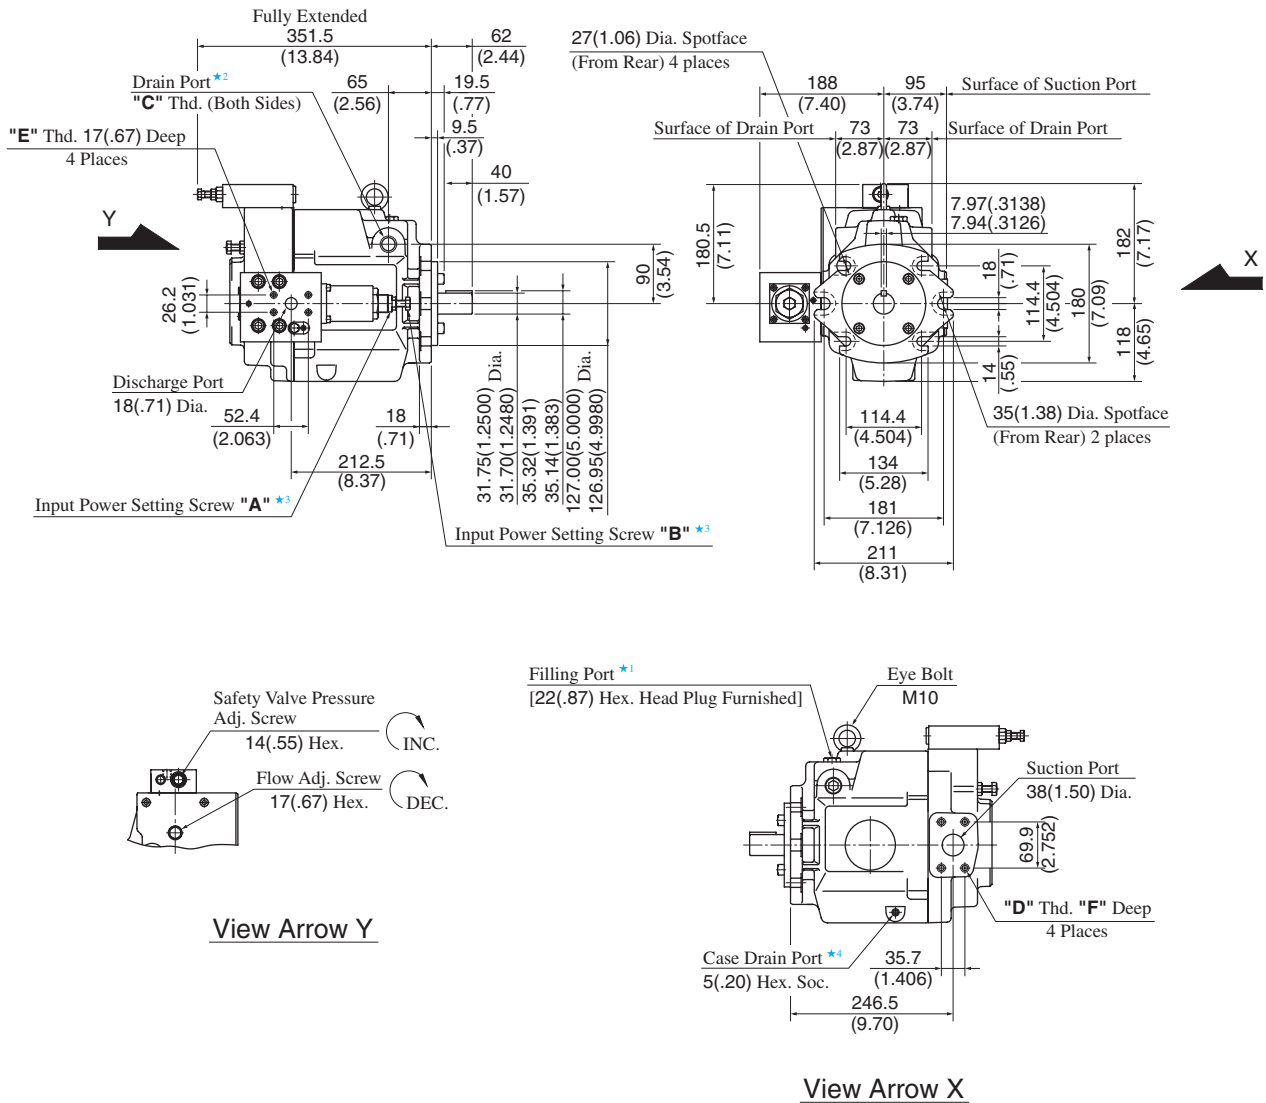 Fully Extended
351.5
(13.84)
62
(2.44)
Drain Port★2
"C" Thd. (Both Sides)
65
(2.56)
19.5
(.77)
"E" Thd. 17(.67) Deep
4 Places
9.5
(.37)
40
(1.57)
Y
26.2
(1.031)
90
(3.54)
Discharge Port
18(.71) Dia.
52.4
(2.063)
18
(.71)
212.5
(8.37)
31.75(1.2500) Dia.
31.70(1.2480)
35.32(1.391)
35.14(1.383)
127.00(5.0000) Dia.
126.95(4.9980)
Input Power Setting Screw "A" ★3
Input Power Setting Screw "B" ★3
27(1.06) Dia. Spotface
(From Rear) 4 places
188
(7.40)
95
(3.74)
Surface of Suction Port
Surface of Drain Port
73
(2.87)
73
(2.87)
Surface of Drain Port
7.97(.3138)
7.94(.3126)
180.5
(7.11)
182
(7.17)
18
(.71)
114.4
(4.504)
180
(7.09)
118
(4.65)
14
(.55)
X
35(1.38) Dia. Spotface
(From Rear) 2 places
114.4
(4.504)
134
(5.28)
181
(7.126)
211
(8.31)
Safety Valve Pressure
Adj. Screw
14(.55) Hex.
INC.
Flow Adj. Screw
17(.67) Hex.
DEC.
View Arrow Y
Filling Port ★1
[22(.87) Hex. Head Plug Furnished]
Eye Bolt
M10
Suction Port
38(1.50) Dia.
69.9
(2.752)
"D" Thd. "F" Deep
4 Places
Case Drain Port ★4
5(.20) Hex. Soc.
35.7
(1.406)
246.5
(9.70)
View Arrow X